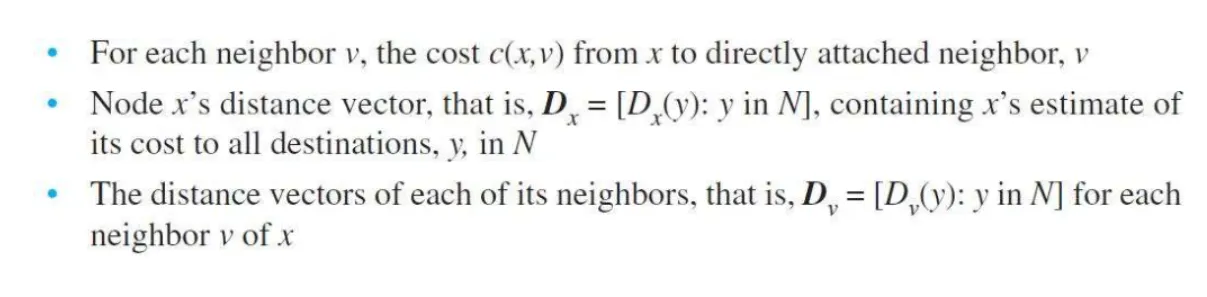 • For each neighbor v, the cost c(x,v) from x to directly attached neighbor, v
• Node x’s distance vector, that is, Dx = [Dx(y): y in N], containing x’s estimate of
its cost to all destinations, y, in N
• The distance vectors of each of its neighbors, that is, Dv = [Dv(y): y in N] for each
neighbor v of x